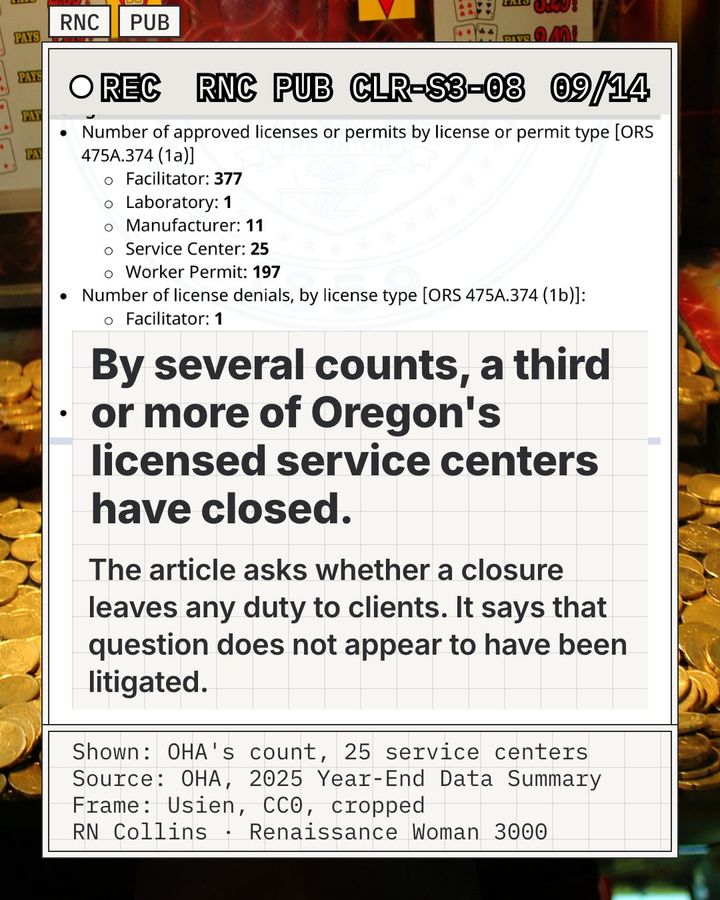 RNC PUB
REC RNC PUB CLR-S3-08 09/14
• Number of approved licenses or permits by license or permit type [ORS
475A.374 (1a)]
○ Facilitator: 377
○ Laboratory: 1
○ Manufacturer: 11
○ Service Center: 25
○ Worker Permit: 197
• Number of license denials, by license type [ORS 475A.374 (1b)]:
○ Facilitator: 1
By several counts, a third
or more of Oregon's
licensed service centers
have closed.
The article asks whether a closure
leaves any duty to clients. It says that
question does not appear to have been
litigated.
Shown: OHA's count, 25 service centers
Source: OHA, 2025 Year-End Data Summary
Frame: Usien, CC0, cropped
RN Collins · Renaissance Woman 3000